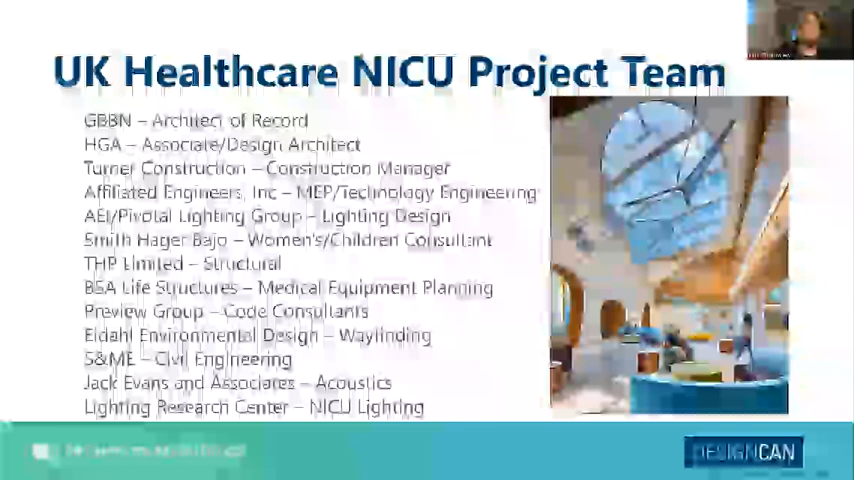 UK Healthcare NICU Project Team
GBBN – Architect of Record
HGA – Associate/Design Architect
Turner Construction – Construction Manager
Affiliated Engineers, Inc – MEP/Technology Engineering
AEI/Pivotal Lighting Group – Lighting Design
Smith Hager Bajo – Women's/Children Consultant
THP Limited – Structural
BSA Life Structures – Medical Equipment Planning
Preview Group – Code Consultants
Eidahl Environmental Design – Wayfinding
S&ME – Civil Engineering
Jack Evans and Associates – Acoustics
Lighting Research Center – NICU Lighting
DESIGNCAN